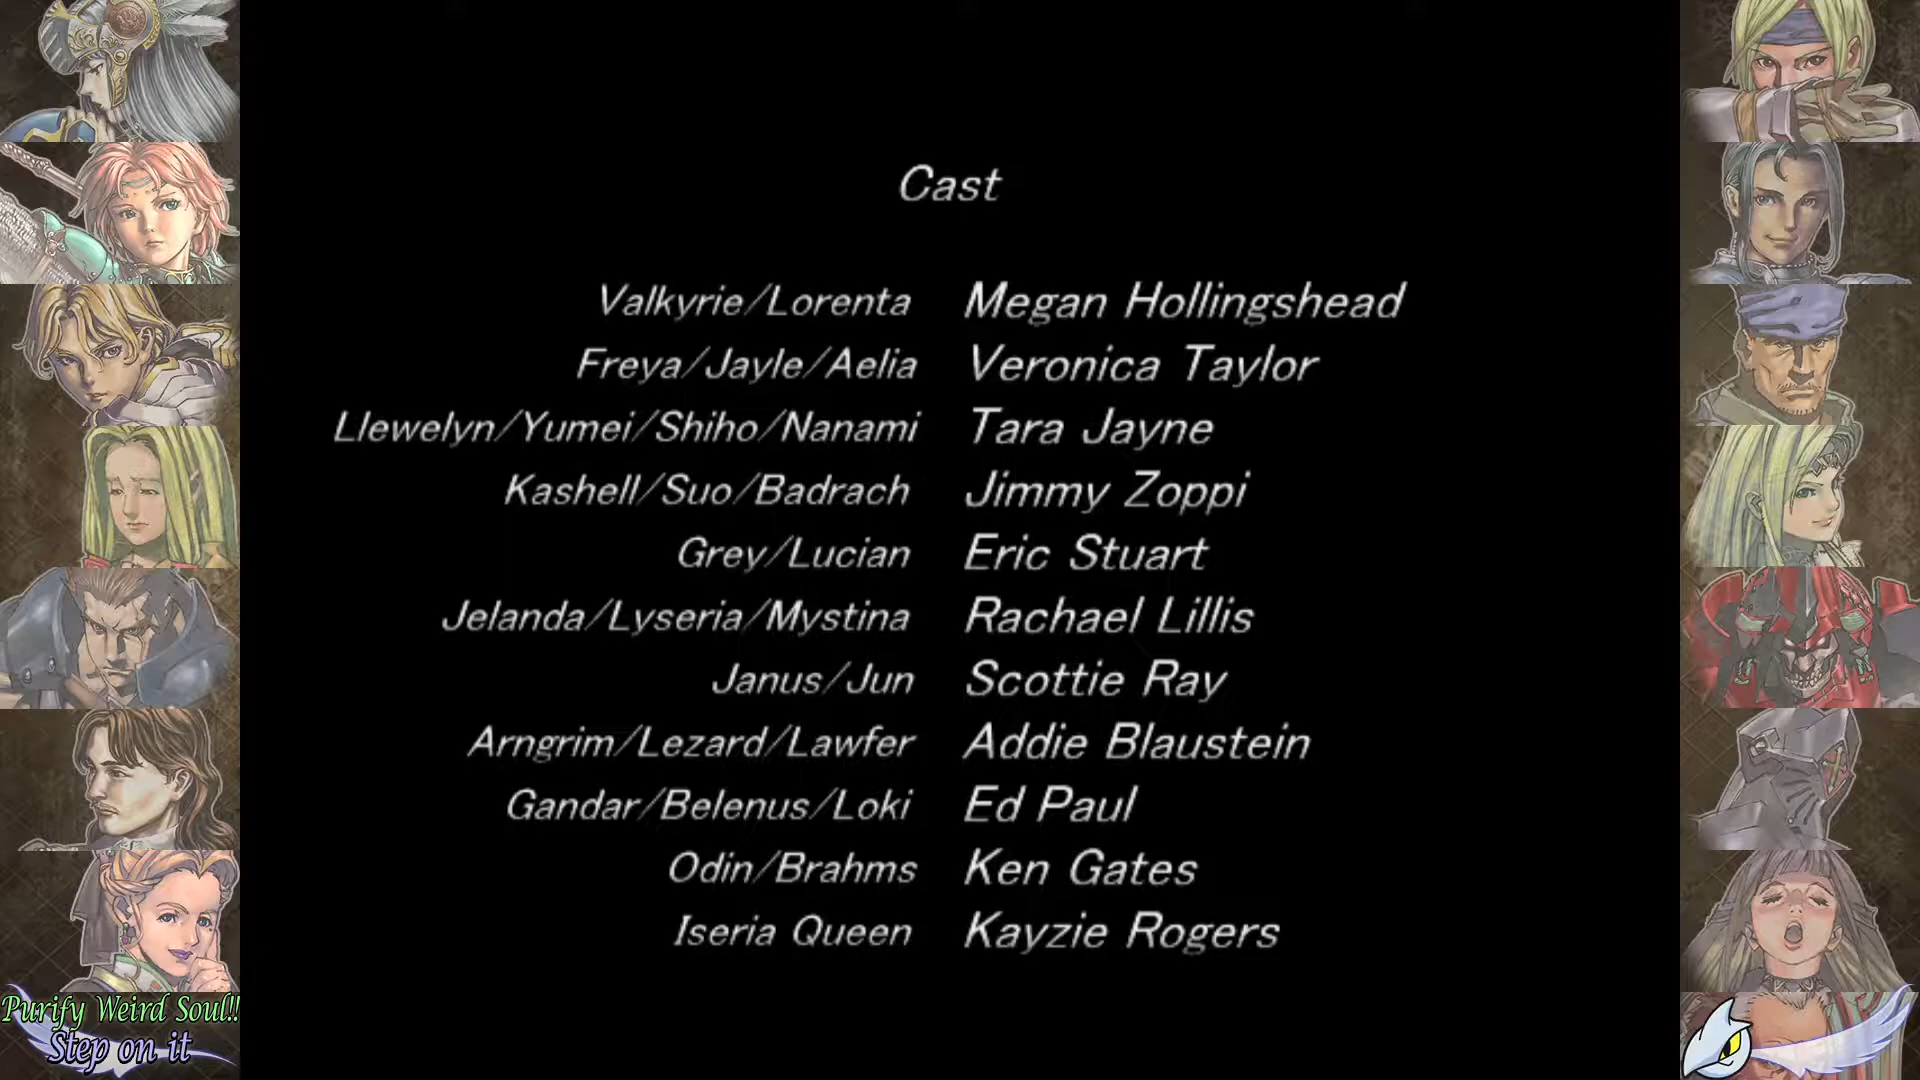 Cast
Valkyrie/Lorenta Megan Hollingshead
Freya/Jayle/Aelia Veronica Taylor
Llewelyn/Yumei/Shiho/Nanami Tara Jayne
Kashell/Suo/Badrach Jimmy Zoppi
Grey/Lucian Eric Stuart
Jelanda/Lyseria/Mystina Rachael Lillis
Janus/Jun Scottie Ray
Arngrim/Lezard/Lawfer Addie Blaustein
Gandar/Belenus/Loki Ed Paul
Odin/Brahms Ken Gates
Iseria Queen Kayzie Rogers
Purify Weird Soul!!
Step on it